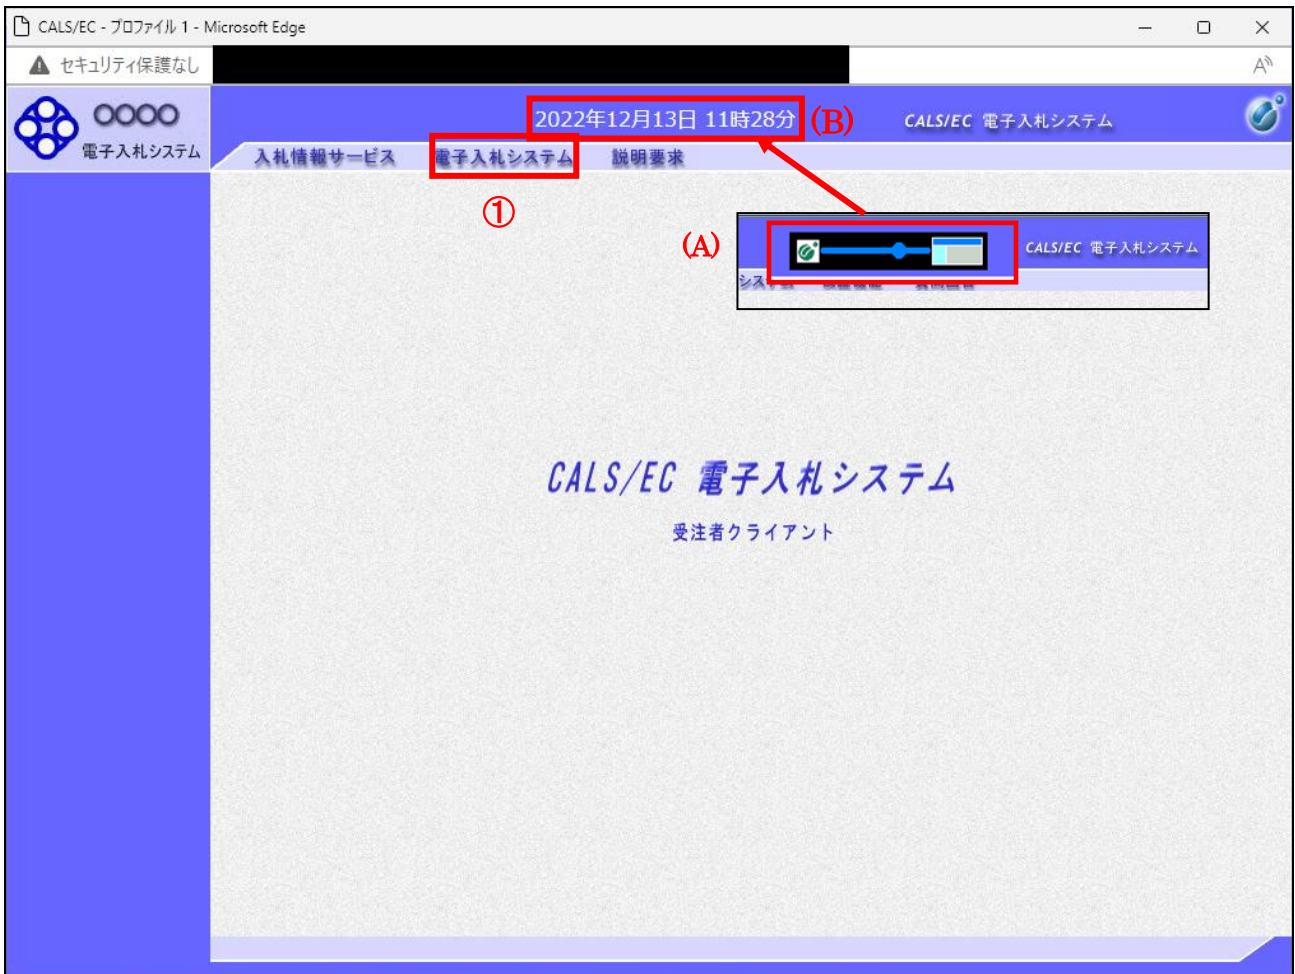 CALS/EC - プロファイル 1 - Microsoft Edge
セキュリティ保護なし
○○○○
電子入札システム
2022年12月13日 11時28分
(B)
CALS/EC 電子入札システム
入札情報サービス 電子入札システム 説明要求
①
(A)
CALS/EC 電子入札システム
CALS/EC 電子入札システム
受注者クライアント